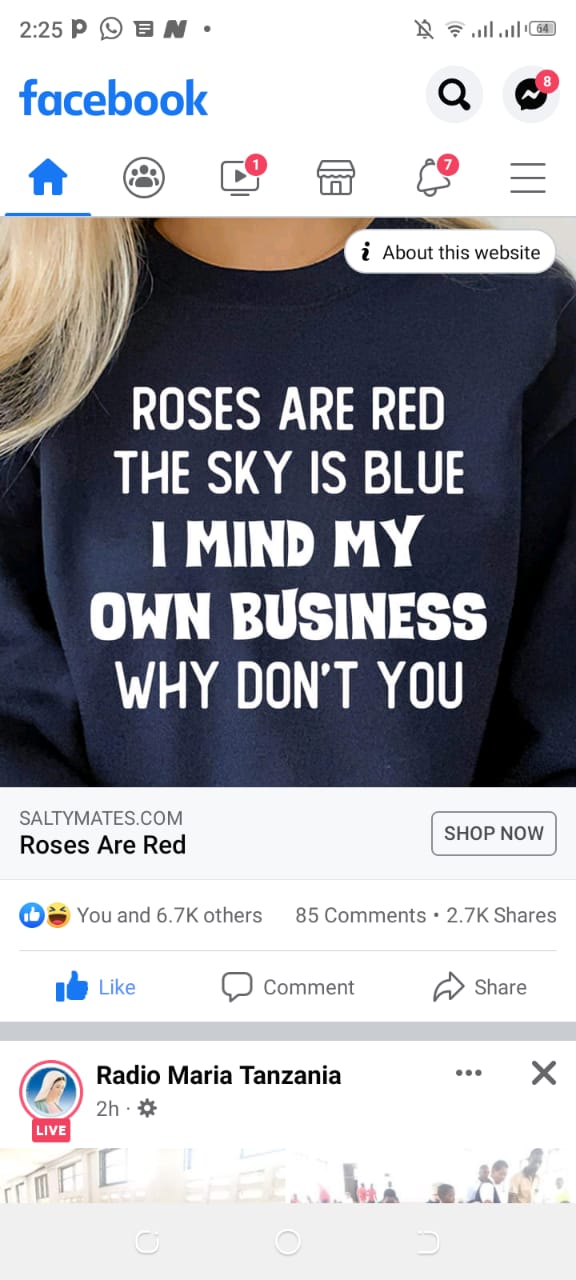 2:25
64
facebook
8
1
7
About this website
ROSES ARE RED
THE SKY IS BLUE
I MIND MY
OWN BUSINESS
WHY DON'T YOU
SALTYMATES.COM
Roses Are Red
SHOP NOW
You and 6.7K others 85 Comments • 2.7K Shares
Like Comment Share
Radio Maria Tanzania
2h ·
LIVE